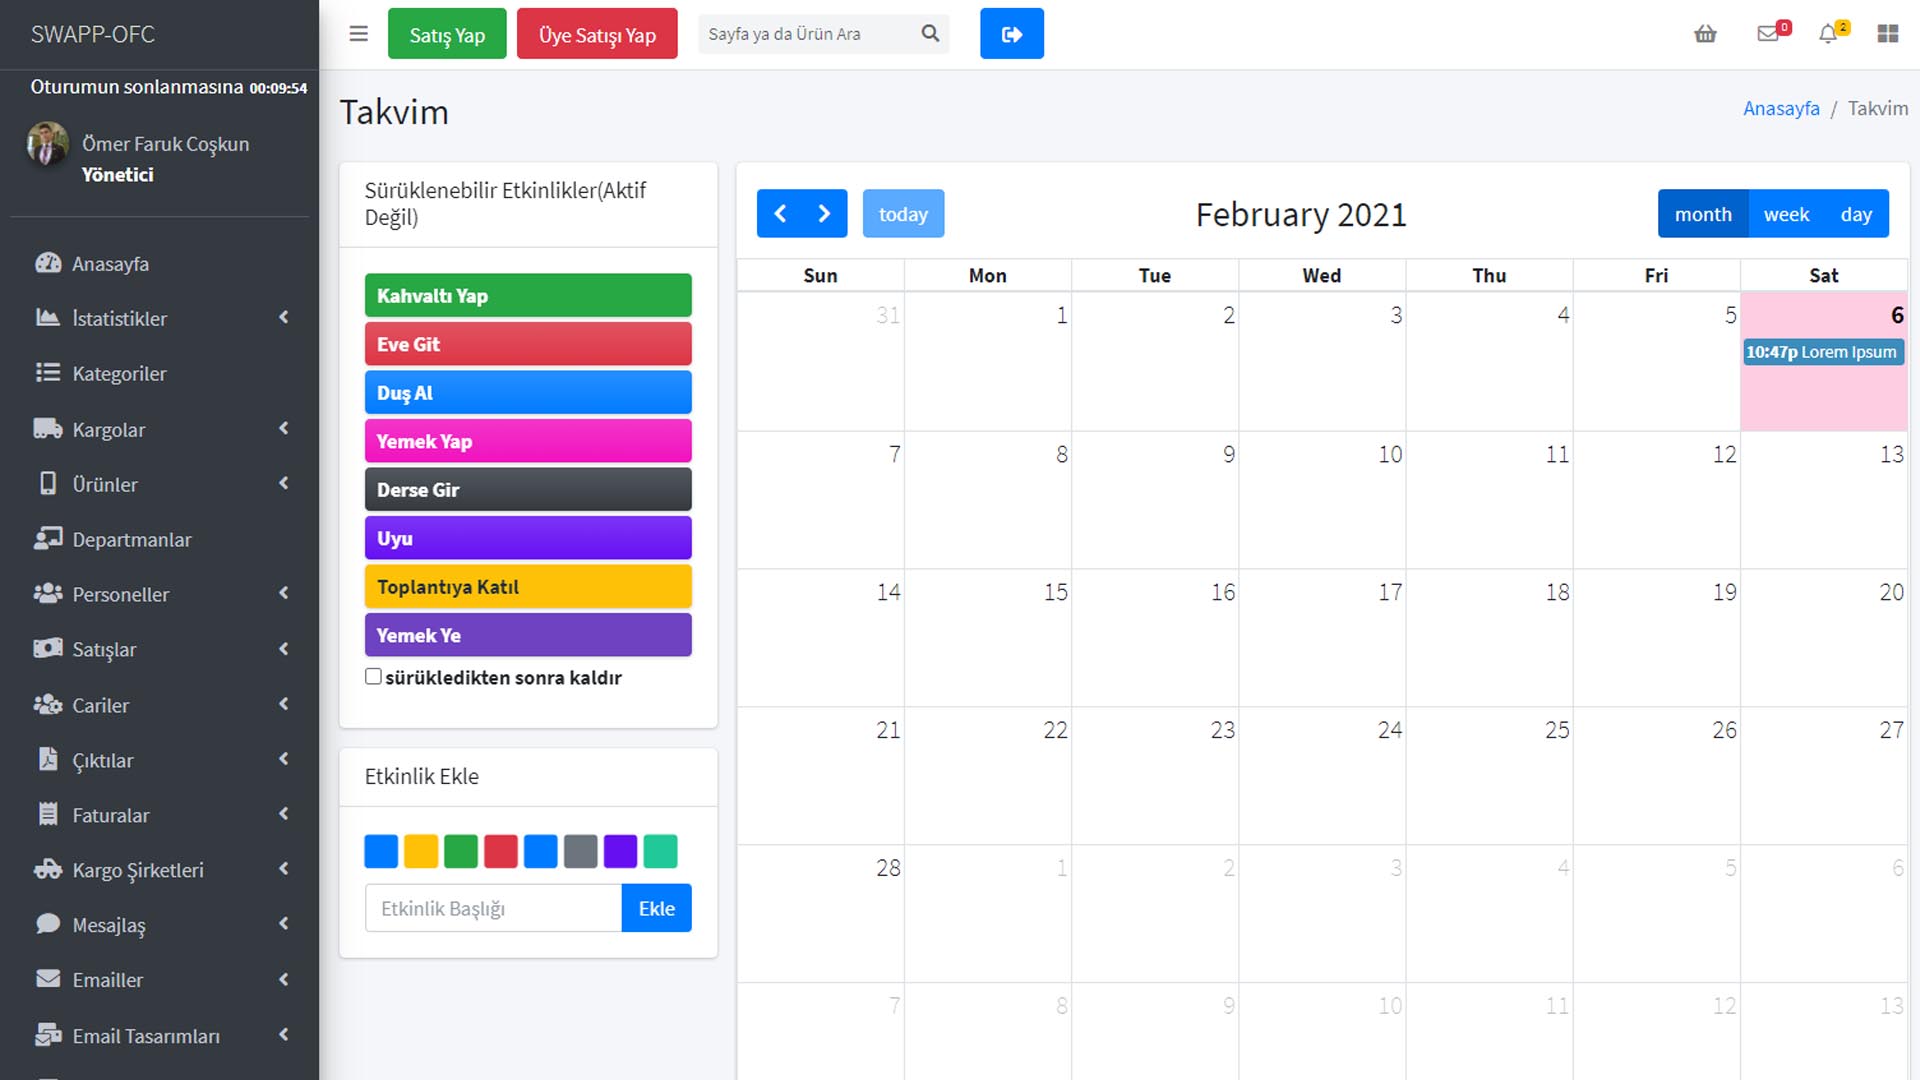 SWAPP-OFC
Oturumun sonlanmasına 00:09:54
Ömer Faruk Coşkun
Yönetici
Anasayfa
İstatistikler
Kategoriler
Kargolar
Ürünler
Departmanlar
Personeller
Satışlar
Cariler
Çıktılar
Faturalar
Kargo Şirketleri
Mesajlaş
Emailler
Email Tasarımları
Satış Yap
Üye Satışı Yap
Sayfa ya da Ürün Ara
0
2
Takvim
Anasayfa / Takvim
Sürüklenebilir Etkinlikler(Aktif
Değil)
Kahvaltı Yap
Eve Git
Duş Al
Yemek Yap
Derse Gir
Uyu
Toplantıya Katıl
Yemek Ye
sürükledikten sonra kaldır
Etkinlik Ekle
Etkinlik Başlığı
Ekle
today
February 2021
month week day
Sun Mon Tue Wed Thu Fri Sat
31 1 2 3 4 5 6
10:47p Lorem Ipsum
7 8 9 10 11 12 13
14 15 16 17 18 19 20
21 22 23 24 25 26 27
28 1 2 3 4 5 6
7 8 9 10 11 12 13